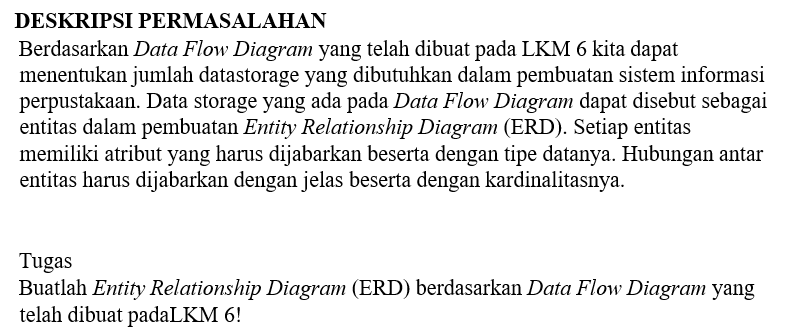 DESKRIPSI PERMASALAHAN
Berdasarkan Data Flow Diagram yang telah dibuat pada LKM 6 kita dapat
menentukan jumlah datastorage yang dibutuhkan dalam pembuatan sistem informasi
perpustakaan. Data storage yang ada pada Data Flow Diagram dapat disebut sebagai
entitas dalam pembuatan Entity Relationship Diagram (ERD). Setiap entitas
memiliki atribut yang harus dijabarkan beserta dengan tipe datanya. Hubungan antar
entitas harus dijabarkan dengan jelas beserta dengan kardinalitasnya.
Tugas
Buatlah Entity Relationship Diagram (ERD) berdasarkan Data Flow Diagram yang
telah dibuat padaLKM 6!